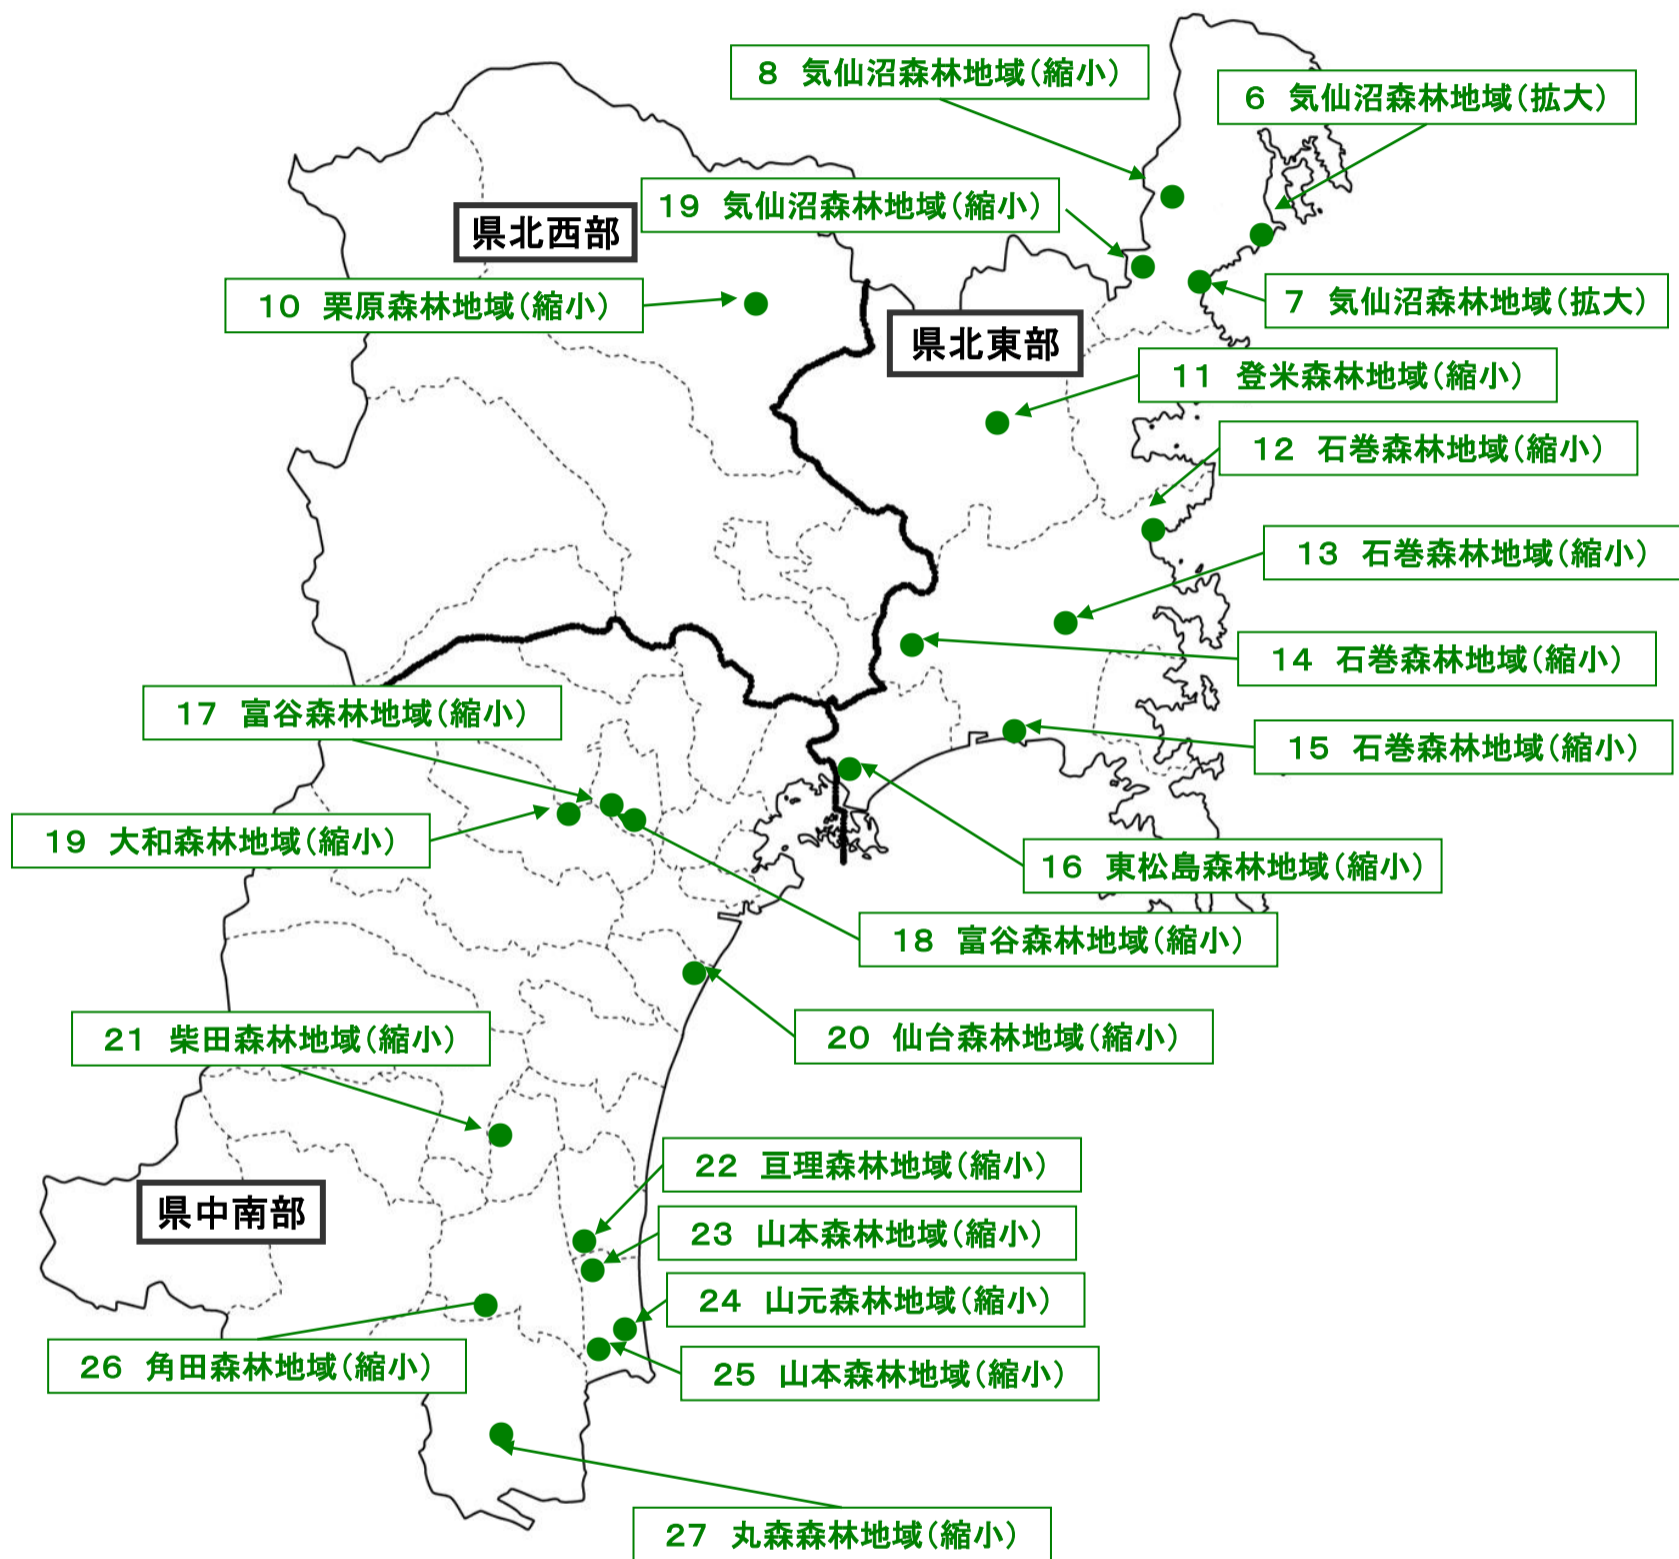 ８ 気仙沼森林地域（縮小）
６ 気仙沼森林地域（拡大）
１９ 気仙沼森林地域（縮小）
県北西部
１０ 栗原森林地域（縮小）
７ 気仙沼森林地域（拡大）
県北東部
１１ 登米森林地域（縮小）
１２ 石巻森林地域（縮小）
１３ 石巻森林地域（縮小）
１４ 石巻森林地域（縮小）
１７ 富谷森林地域（縮小）
１５ 石巻森林地域（縮小）
１９ 大和森林地域（縮小）
１６ 東松島森林地域（縮小）
１８ 富谷森林地域（縮小）
２１ 柴田森林地域（縮小）
２０ 仙台森林地域（縮小）
２２ 亘理森林地域（縮小）
県中南部
２３ 山本森林地域（縮小）
２４ 山元森林地域（縮小）
２６ 角田森林地域（縮小）
２５ 山本森林地域（縮小）
２７ 丸森森林地域（縮小）